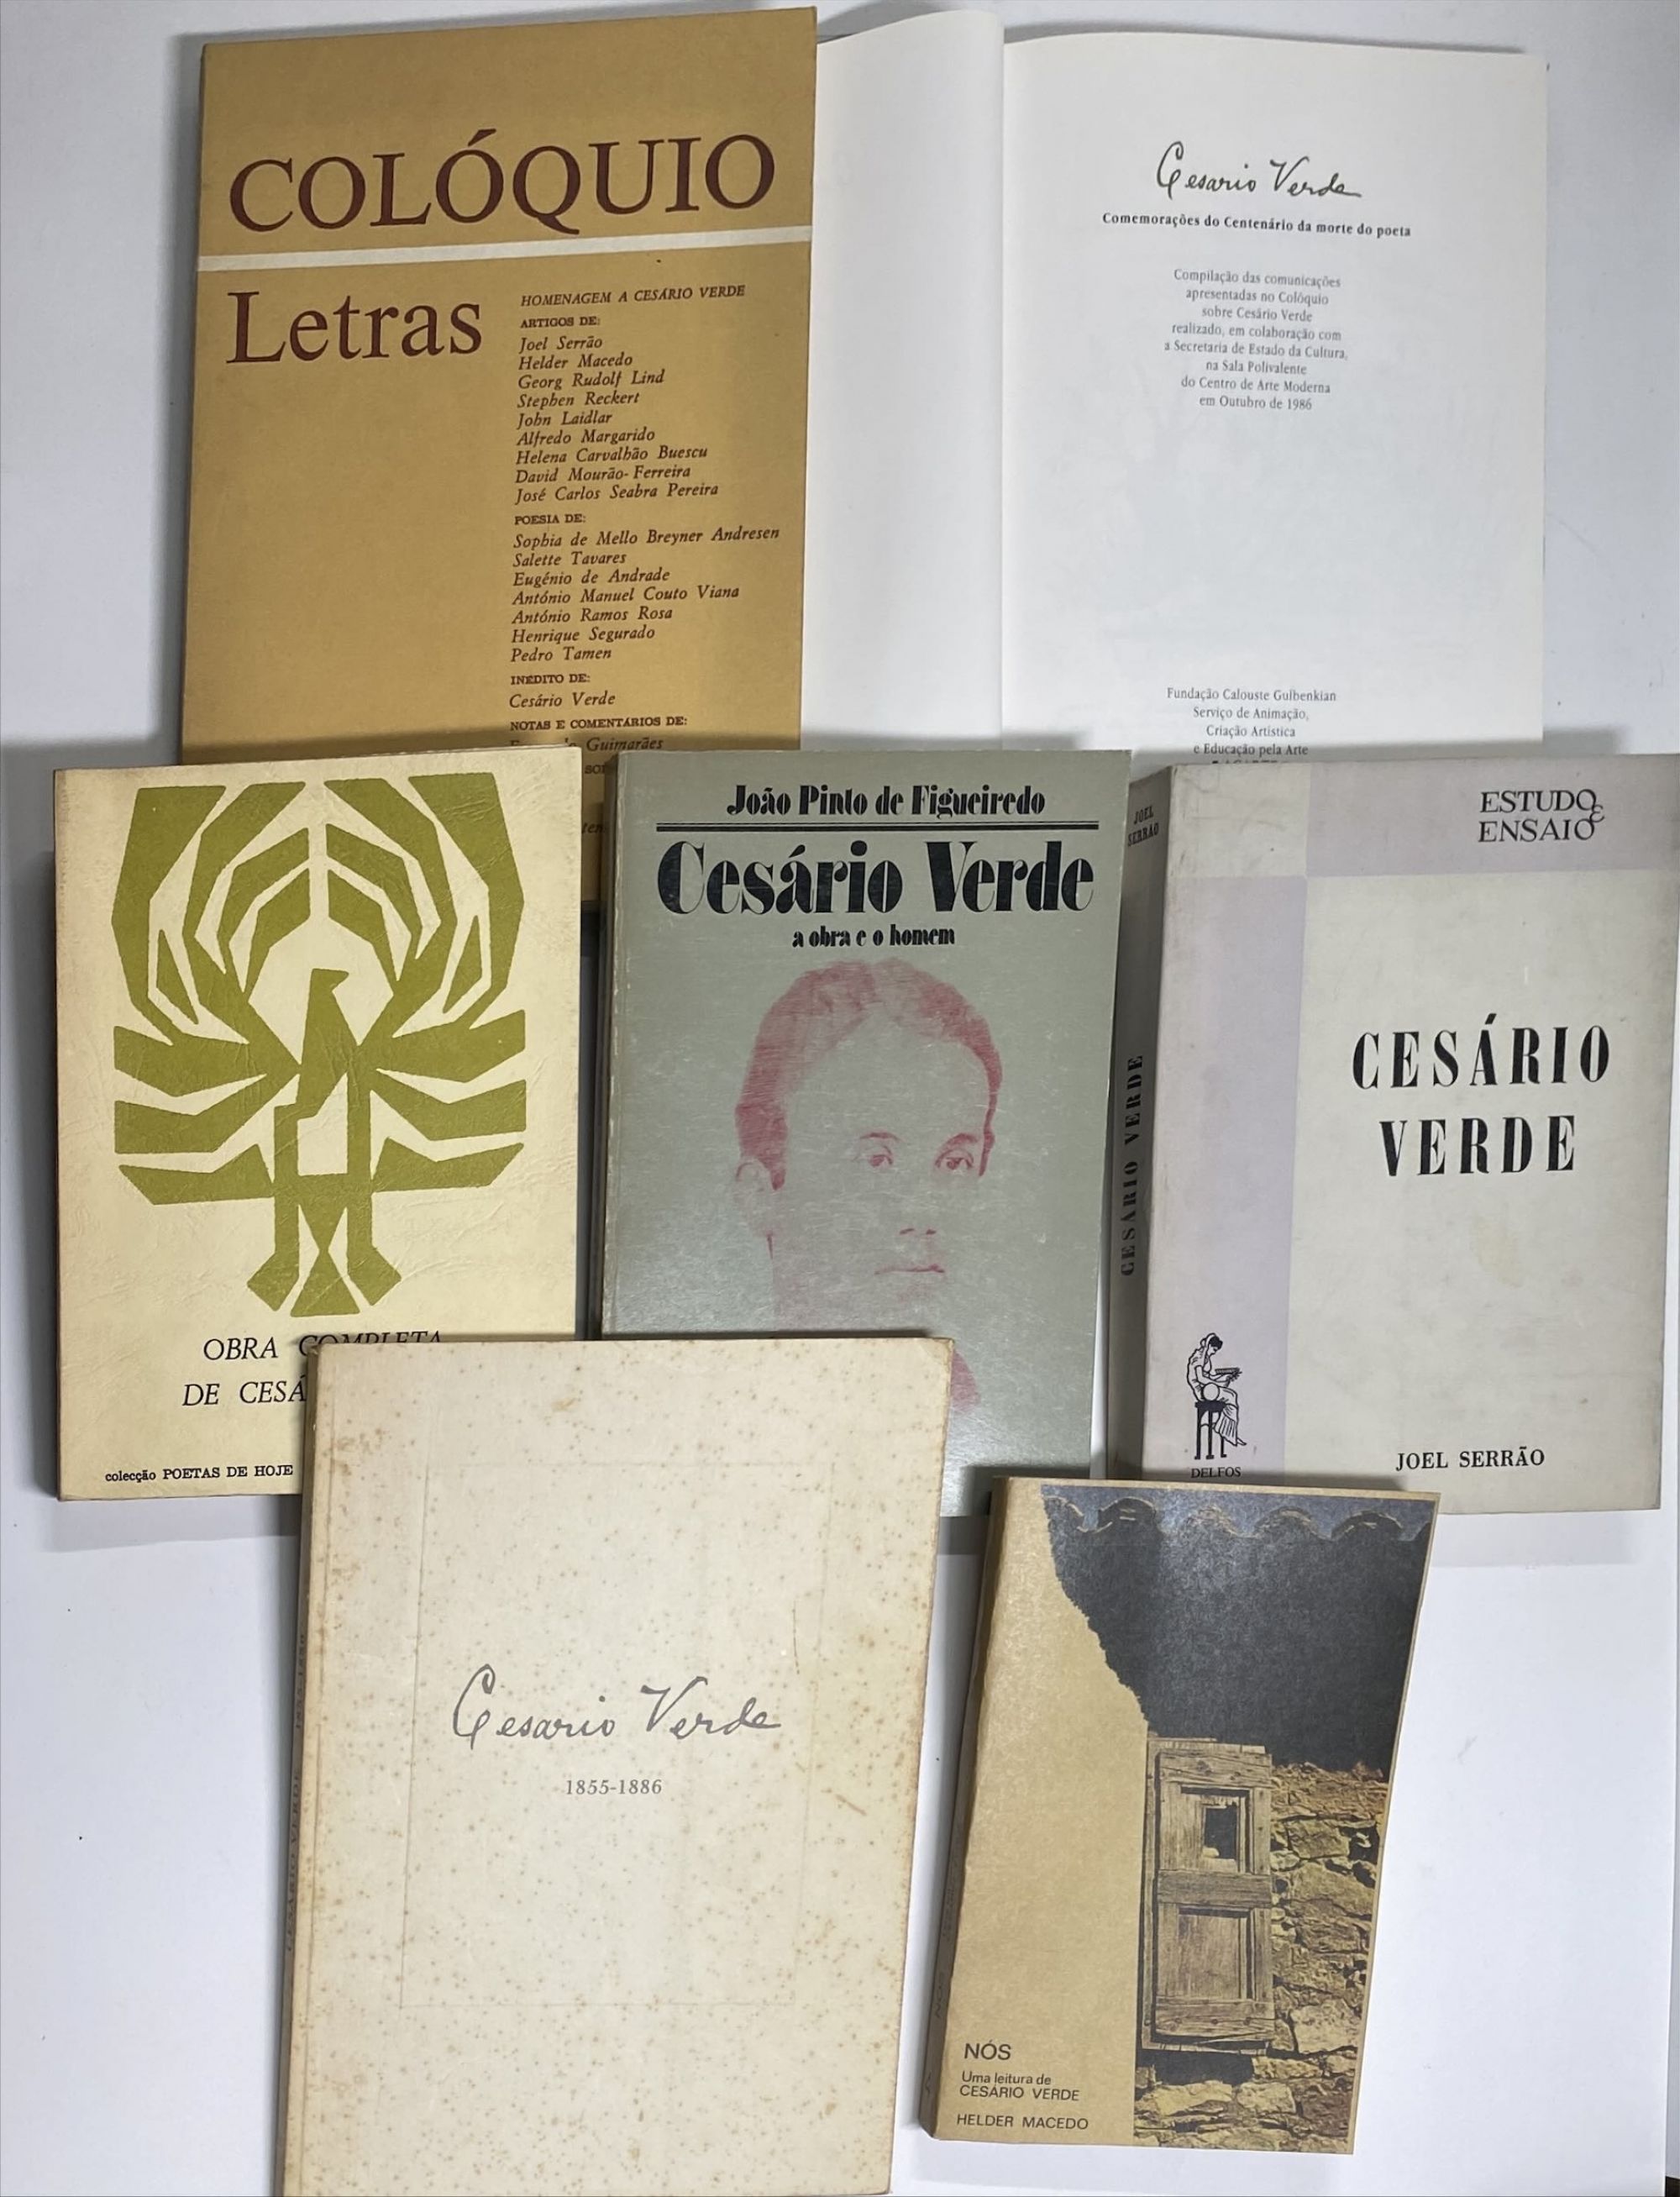 COLÓQUIO
Letras
HOMENAGEM A CESÁRIO VERDE
ARTIGOS DE:
Joel Serrão
Helder Macedo
Georg Rudolf Lind
Stephen Reckert
John Laidlar
Alfredo Margarido
Helena Carvalhão Buescu
David Mourão-Ferreira
José Carlos Seabra Pereira
POESIA DE:
Sophia de Mello Breyner Andresen
Salette Tavares
Eugénio de Andrade
António Manuel Couto Viana
António Ramos Rosa
Henrique Segurado
Pedro Tamen
INÉDITO DE:
Cesário Verde
NOTAS E COMENTÁRIOS DE:
Guimarães
Cesario Verde
Comemorações do Centenário da morte do poeta
Compilação das comunicações
apresentadas no Colóquio
sobre Cesário Verde
realizado, em colaboração com
a Secretaria de Estado da Cultura,
na Sala Polivalente
do Centro de Arte Moderna
em Outubro de 1986
Fundação Calouste Gulbenkian
Serviço de Animação,
Criação Artística
e Educação pela Arte
OBRA COMPLETA
DE CESÁ
colecção POETAS DE HOJE
João Pinto de Figueiredo
Cesário Verde
a obra e o homem
JOEL
SERRÃO
CESÁRIO VERDE
ESTUDO E
ENSAIO
CESÁRIO
VERDE
DELFOS
JOEL SERRÃO
Cesario Verde
1855-1886
NÓS
Uma leitura de
CESÁRIO VERDE
HELDER MACEDO